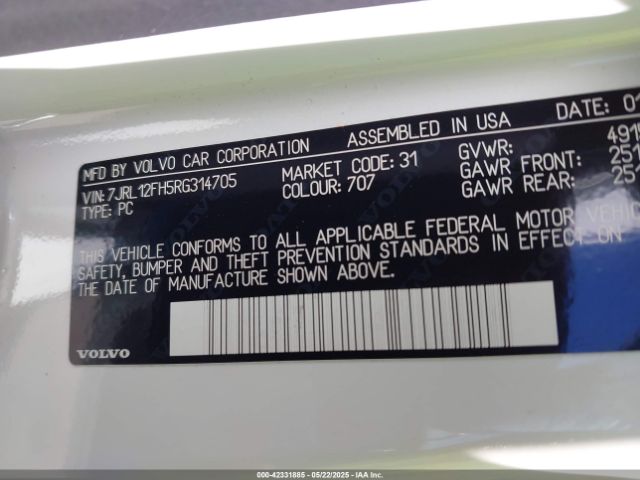 MFD BY VOLVO CAR CORPORATION ASSEMBLED IN USA DATE: 01
VIN: 7JRL12FH5RG314705 MARKET CODE: 31 GVWR: 491
TYPE: PC COLOUR: 707 GAWR FRONT: 251
GAWR REAR: 251
THIS VEHICLE CONFORMS TO ALL APPLICABLE FEDERAL MOTOR VEHIC
SAFETY, BUMPER AND THEFT PREVENTION STANDARDS IN EFFECT ON
THE DATE OF MANUFACTURE SHOWN ABOVE.
VOLVO
000-42331885 - 05/22/2025 - IAA Inc.